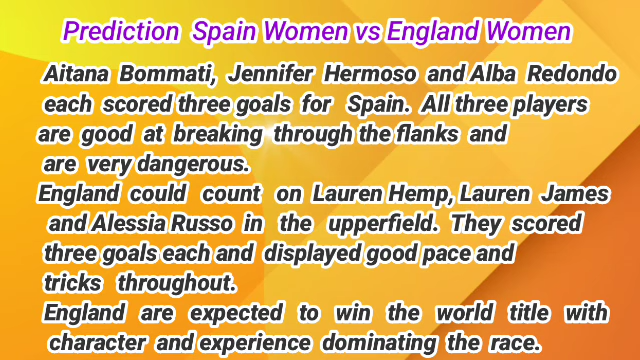 Prediction Spain Women vs England Women
Aitana Bommati, Jennifer Hermoso and Alba Redondo
each scored three goals for Spain. All three players
are good at breaking through the flanks and
are very dangerous.
England could count on Lauren Hemp, Lauren James
and Alessia Russo in the upperfield. They scored
three goals each and displayed good pace and
tricks throughout.
England are expected to win the world title with
character and experience dominating the race.